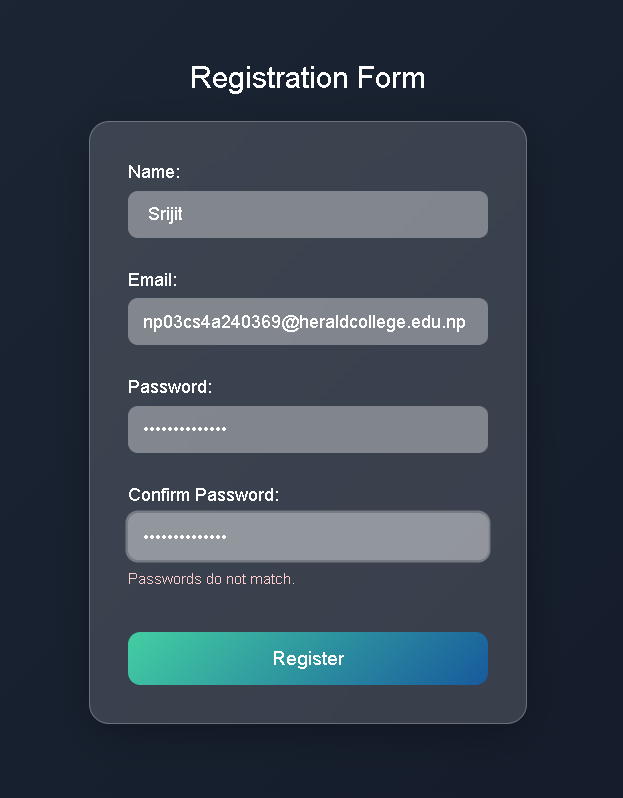 Registration Form
Name:
Srijit
Email:
np03cs4a240369@heraldcollege.edu.np
Password:
••••••••••••••
Confirm Password:
••••••••••••••
Passwords do not match.
Register